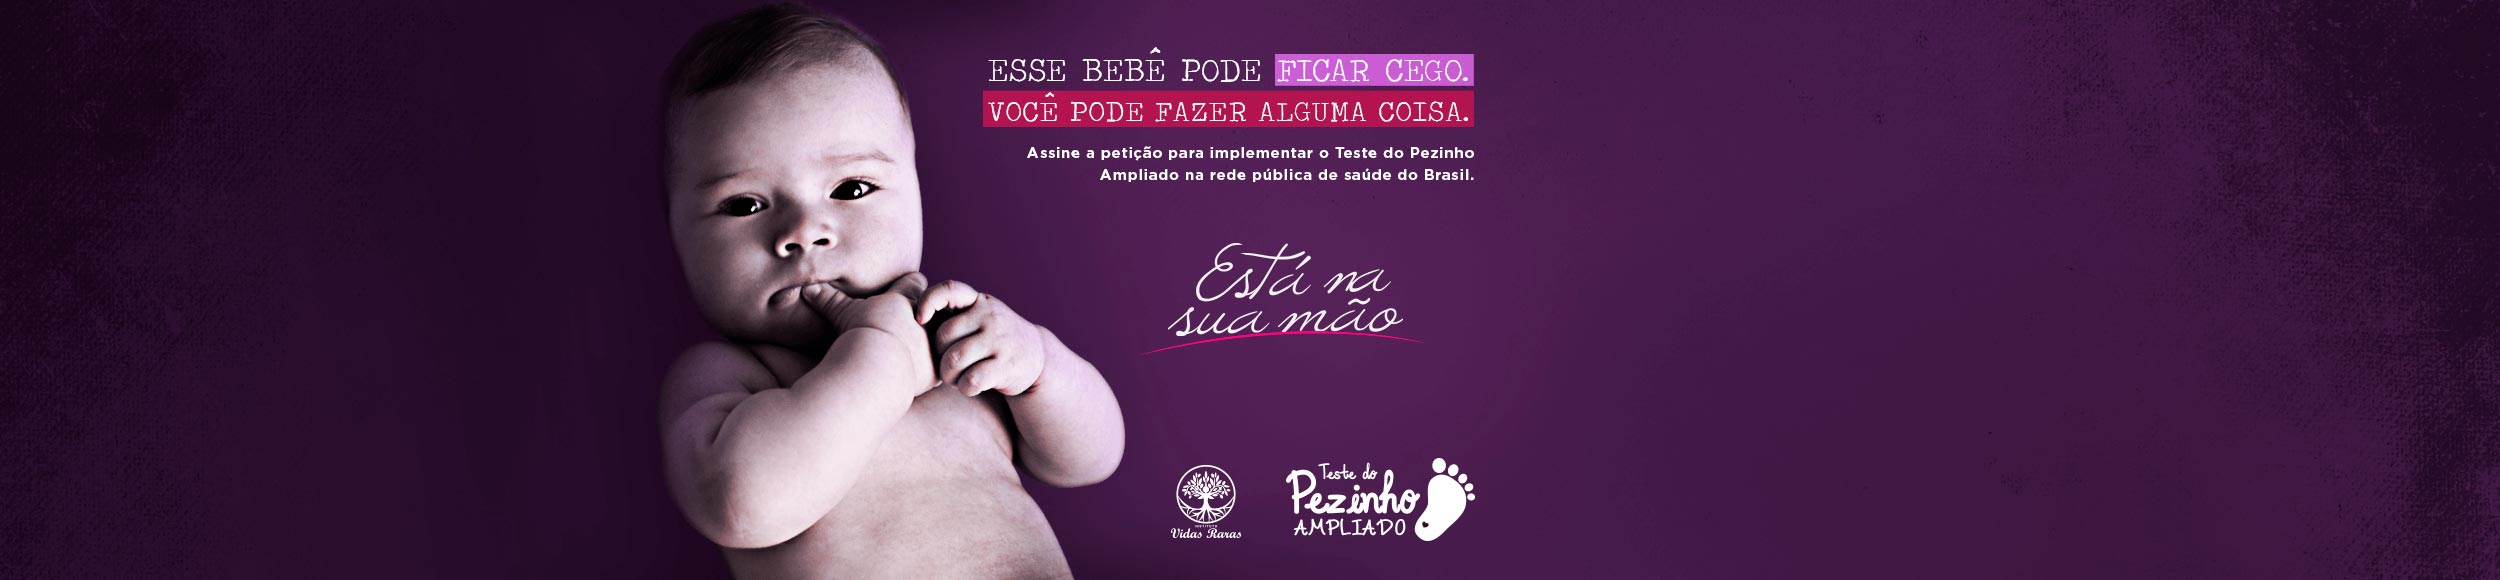 ESSE BEBÊ PODE FICAR CEGO.
VOCÊ PODE FAZER ALGUMA COISA.
Assine a petição para implementar o Teste do Pezinho
Ampliado na rede pública de saúde do Brasil.
Está na
sua mão
INSTITUTO
Vidas Raras
Teste do
Pezinho
AMPLIADO